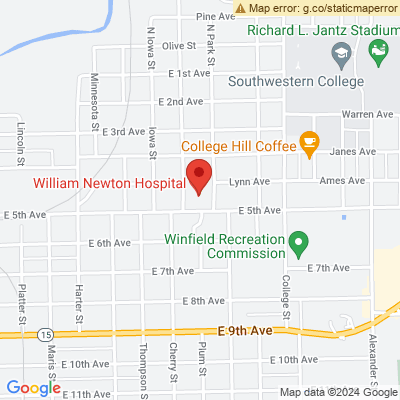 Map error: g.co/staticmaperror
Pine Ave
Richard L. Jantz Stadium
Olive St
N Iowa St
N Park St
E 1st Ave
Southwestern College
Minnesota St
E 2nd Ave
Warren Ave
Lincoln St
E 3rd Ave
Iowa St
College Hill Coffee
Janes Ave
William Newton Hospital
Lynn Ave
Ames Ave
E 5th Ave
E 5th Ave
E 6th Ave
Winfield Recreation
Commission
E 7th Ave
E 7th Ave
College St
Platter St
Harter St
E 8th Ave
15
E 9th Ave
Maris St
Thompson St
Cherry St
Plum St
Alexander S
E 10th Ave
E 10th Ave
E 11th Ave
Google
Map data ©2024 Google